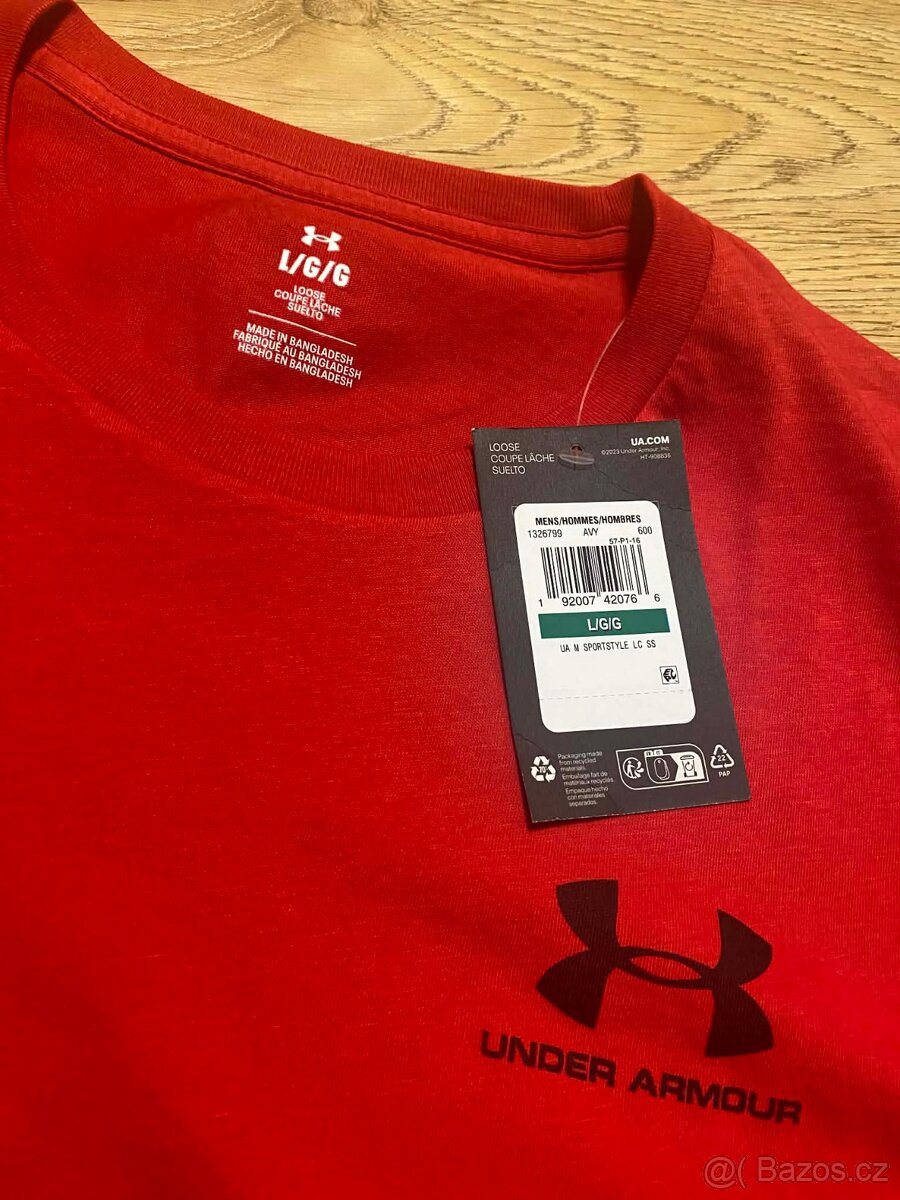 L/G/G
LOOSE
COUPE LÂCHE
SUELTO
MADE IN BANGLADESH
FABRIQUÉ AU BANGLADESH
HECHO EN BANGLADESH
LOOSE
COUPE LÂCHE
SUELTO
UA.COM
©2023 Under Armour, Inc.
HT-908836
MENS/HOMMES/HOMBRES
1326799 AVY 600
57-P1-16
1 92007 42076 6
L/G/G
UA M SPORTSTYLE LC SS
Packaging made
from recycled
materials.
Emballage fait de
matériaux recyclés.
Empaque hecho
con materiales
22
PAP
UNDER ARMOUR
@( Bazos.cz